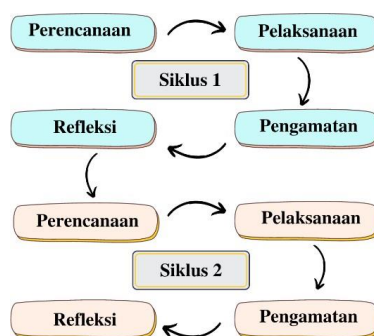 Perencanaan
Pelaksanaan
Siklus 1
Refleksi
Pengamatan
Perencanaan
Pelaksanaan
Siklus 2
Refleksi
Pengamatan